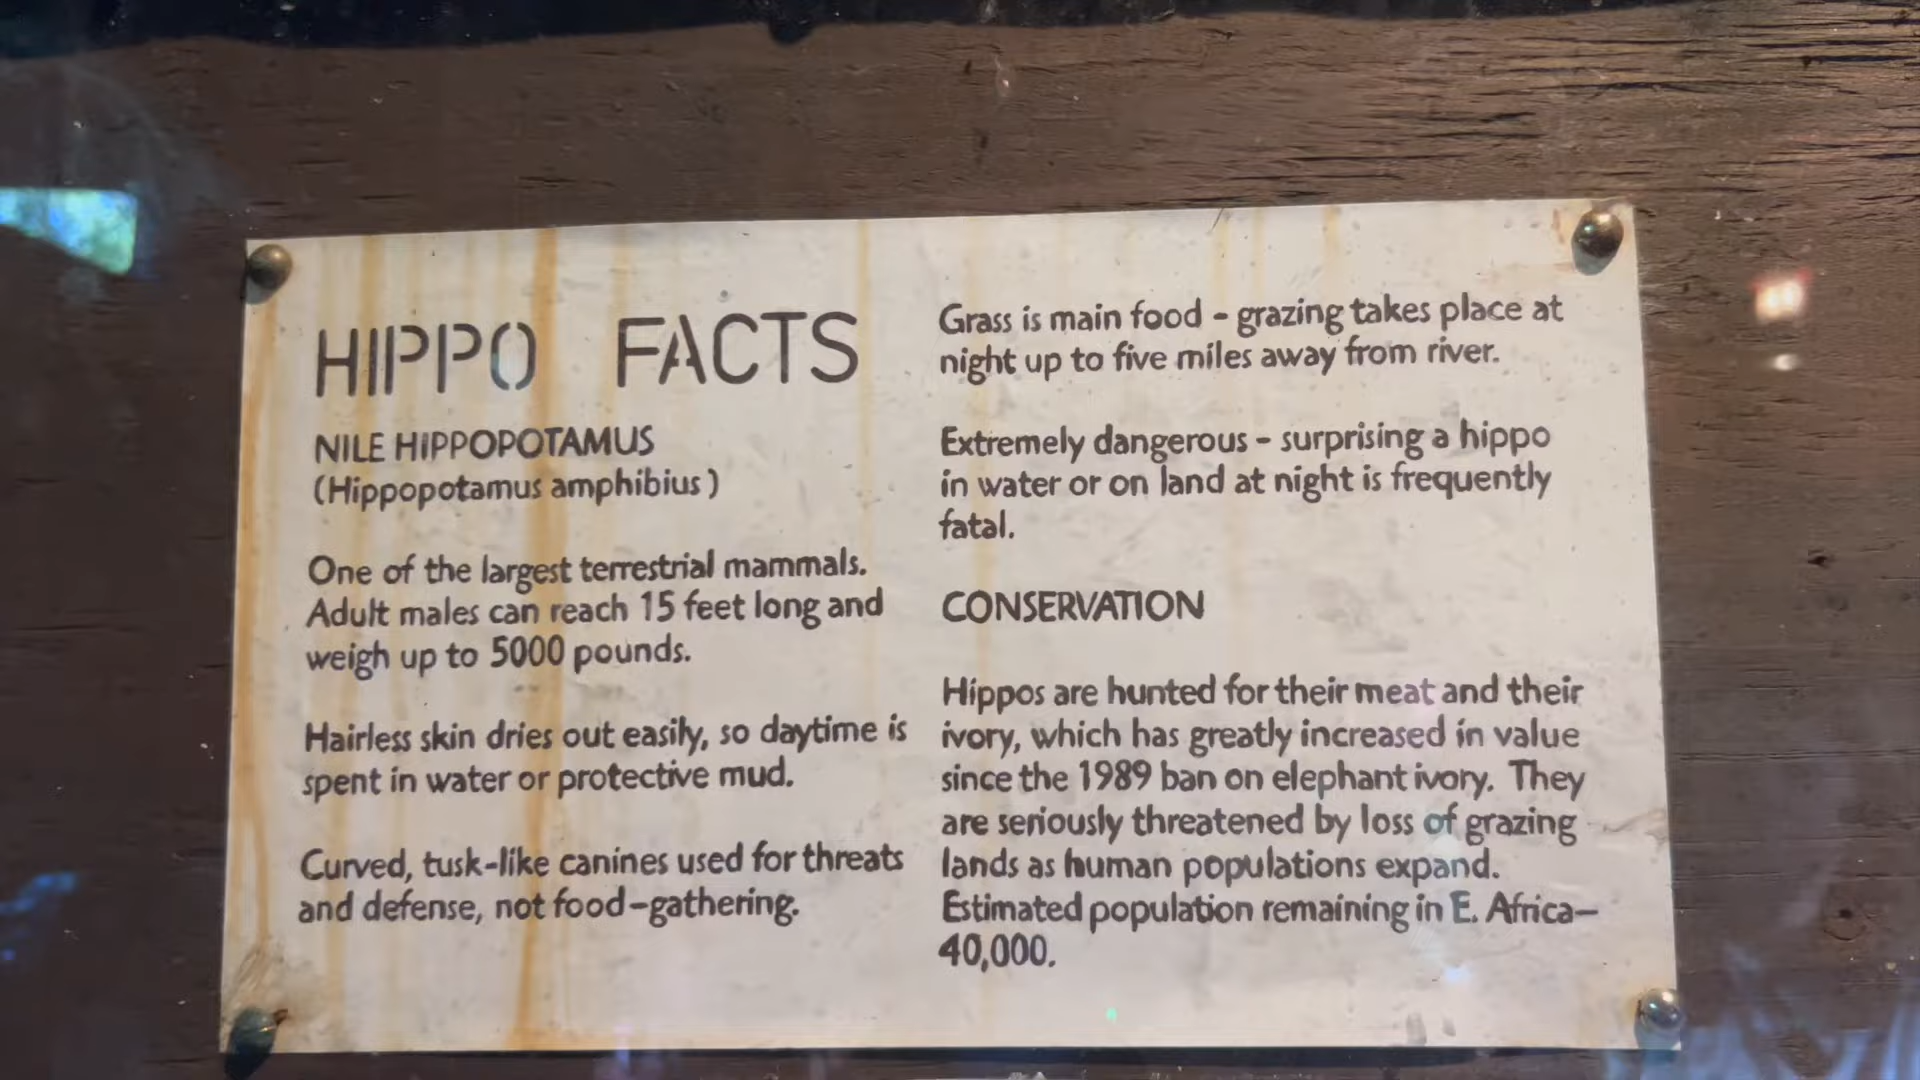 HIPPO FACTS
NILE HIPPOPOTAMUS
(Hippopotamus amphibius)
One of the largest terrestrial mammals.
Adult males can reach 15 feet long and
weigh up to 5000 pounds.
Hairless skin dries out easily, so daytime is
spent in water or protective mud.
Curved, tusk-like canines used for threats
and defense, not food-gathering.
Grass is main food - grazing takes place at
night up to five miles away from river.
Extremely dangerous - surprising a hippo
in water or on land at night is frequently
fatal.
CONSERVATION
Hippos are hunted for their meat and their
ivory, which has greatly increased in value
since the 1989 ban on elephant ivory. They
are seriously threatened by loss of grazing
lands as human populations expand.
Estimated population remaining in E. Africa—
40,000.